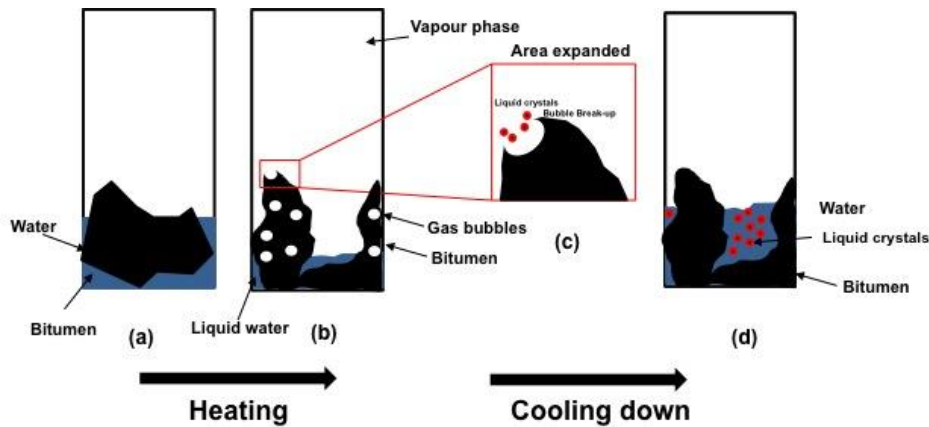 Vapour phase
Area expanded
Liquid crystals
Bubble Break-up
Water
Bitumen
(a)
Liquid water
(b)
Gas bubbles
Bitumen
(c)
Water
Liquid crystals
Bitumen
(d)
Heating
Cooling down